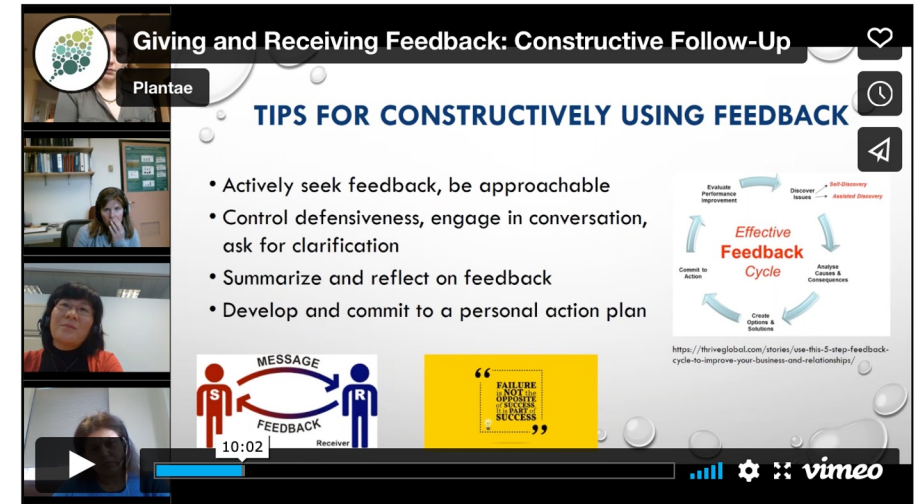 Giving and Receiving Feedback: Constructive Follow-Up
Plantae
TIPS FOR CONSTRUCTIVELY USING FEEDBACK
• Actively seek feedback, be approachable
• Control defensiveness, engage in conversation,
ask for clarification
• Summarize and reflect on feedback
• Develop and commit to a personal action plan
Evaluate
Performance
Improvement
Discover
Issues
Self-Discovery
Assisted Discovery
Effective
Feedback
Cycle
Commit to
Action
Analyse
Causes &
Consequences
Create
Options &
Solutions
https://thriveglobal.com/stories/use-this-5-step-feedback-
cycle-to-improve-your-business-and-relationships/
MESSAGE
S
R
FEEDBACK
Receiver
“
FAILURE
is NOT the
OPPOSITE
of SUCCESS.
It is PART of
SUCCESS
”
10:02
vimeo